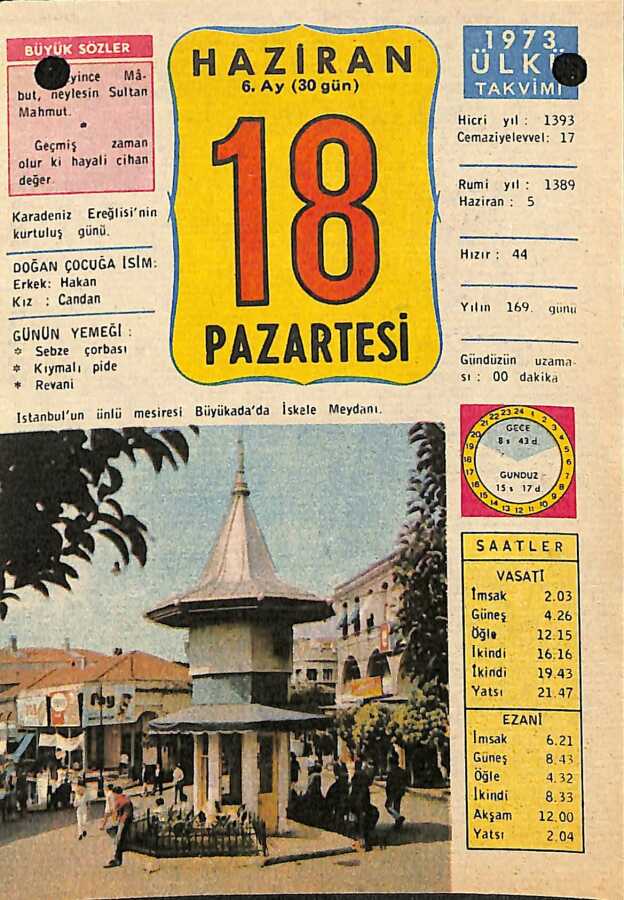 BÜYÜK SÖZLER
yince Mâ-
but, neylesin Sultan
Mahmut.
*
Geçmiş zaman
olur ki hayali cihan
değer.
Karadeniz Ereğlisi'nin
kurtuluş günü.
DOĞAN ÇOCUĞA İSİM:
Erkek: Hakan
Kız : Candan
GÜNÜN YEMEĞİ :
* Sebze çorbası
* Kıymalı pide
* Revani
HAZİRAN
6. Ay (30 gün)
18
PAZARTESİ
1973
ÜLKÜ
TAKVİMİ
Hicri yıl : 1393
Cemaziyelevvel: 17
Rumi yıl : 1389
Haziran : 5
Hızır : 44
Yılın 169. günü
Gündüzün uzama-
sı : 00 dakika
Istanbul'un ünlü mesiresi Büyükada'da İskele Meydanı.
GECE
8 s 43 d.
GUNDUZ
15 s 17 d.
SAATLER
VASATİ
İmsak 2.03
Güneş 4.26
Öğle 12.15
İkindi 16.16
İkindi 19.43
Yatsı 21.47
EZANİ
İmsak 6.21
Güneş 8.43
Öğle 4.32
İkindi 8.33
Akşam 12.00
Yatsı 2.04